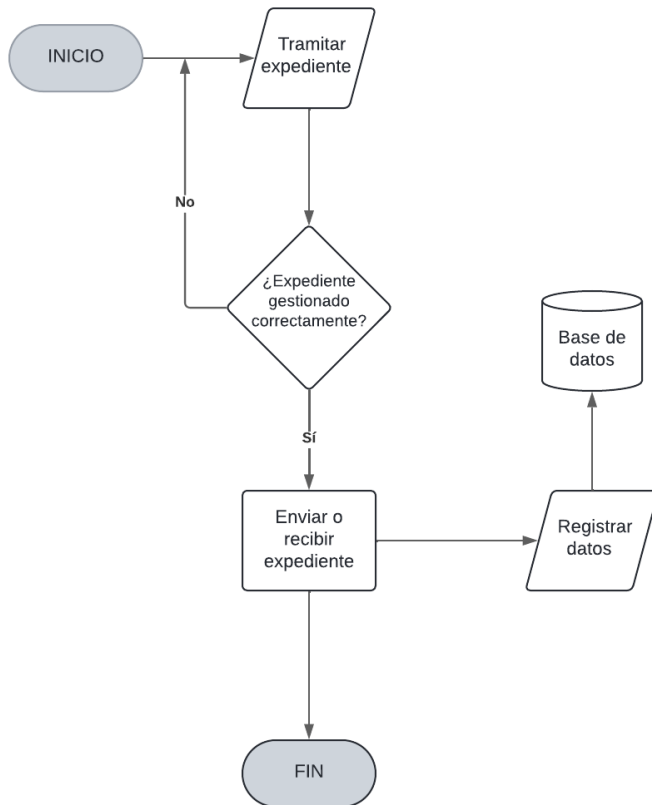 INICIO
Tramitar
expediente
No
¿Expediente
gestionado
correctamente?
Base de
datos
Sí
Enviar o
recibir
expediente
Registrar
datos
FIN